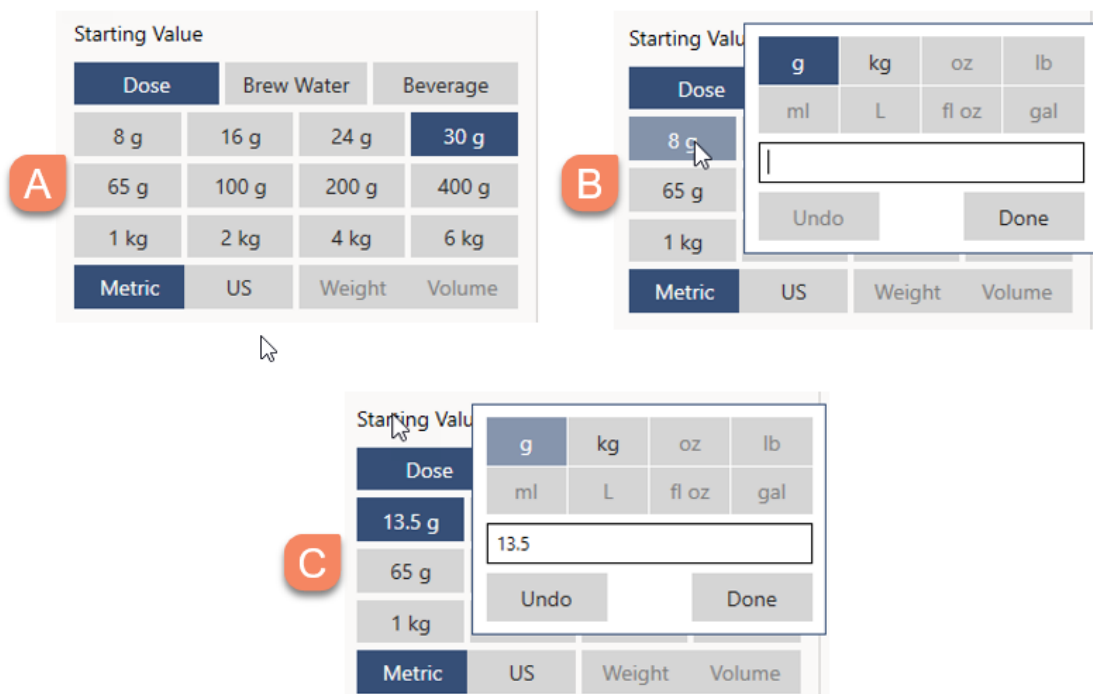 Starting Value
Dose Brew Water Beverage
8 g 16 g 24 g 30 g
A
65 g 100 g 200 g 400 g
1 kg 2 kg 4 kg 6 kg
Metric US Weight Volume
Starting Valu
g kg oz lb
Dose
ml L fl oz gal
8 g
B
65 g
Undo Done
1 kg
Metric US Weight Volume
Starting Valu
g kg oz lb
Dose
ml L fl oz gal
13.5 g
13.5
C
65 g
Undo Done
1 kg
Metric US Weight Volume